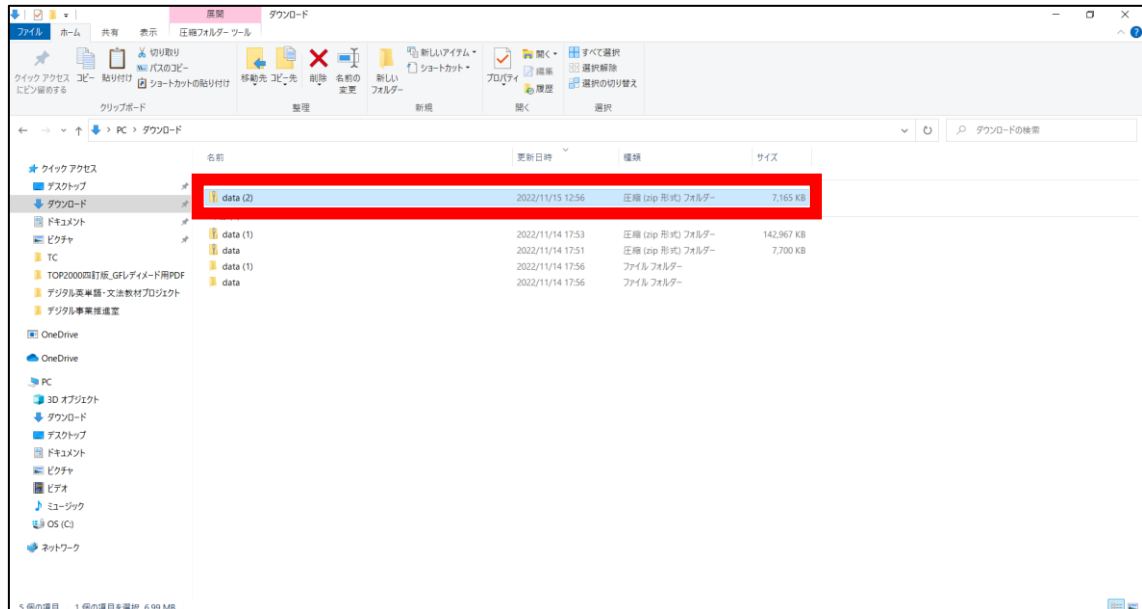 展開 ダウンロード
ファイル ホーム 共有 表示 圧縮フォルダー ツール
クイック アクセスにピン留めする
コピー
貼り付け
切り取り
パスのコピー
ショートカットの貼り付け
クリップボード
移動先
コピー先
削除
名前の変更
整理
新しいフォルダー
新しいアイテム
ショートカット
新規
プロパティ
開く
編集
履歴
開く
すべて選択
選択解除
選択の切り替え
選択
PC > ダウンロード
ダウンロードの検索
名前 更新日時 種類 サイズ
data (2) 2022/11/15 12:56 圧縮 (zip 形式) フォルダー 7,165 KB
data (1) 2022/11/14 17:53 圧縮 (zip 形式) フォルダー 142,967 KB
data 2022/11/14 17:51 圧縮 (zip 形式) フォルダー 7,700 KB
data (1) 2022/11/14 17:56 ファイル フォルダー
data 2022/11/14 17:56 ファイル フォルダー
クイック アクセス
デスクトップ
ダウンロード
ドキュメント
ピクチャ
TC
TOP2000四訂版_GFレディメード用PDF
デジタル英単語・文法教材プロジェクト
デジタル事業推進室
OneDrive
OneDrive
PC
3D オブジェクト
ダウンロード
デスクトップ
ドキュメント
ピクチャ
ビデオ
ミュージック
OS (C:)
ネットワーク
5 個の項目 1 個の項目を選択 6.99 MB